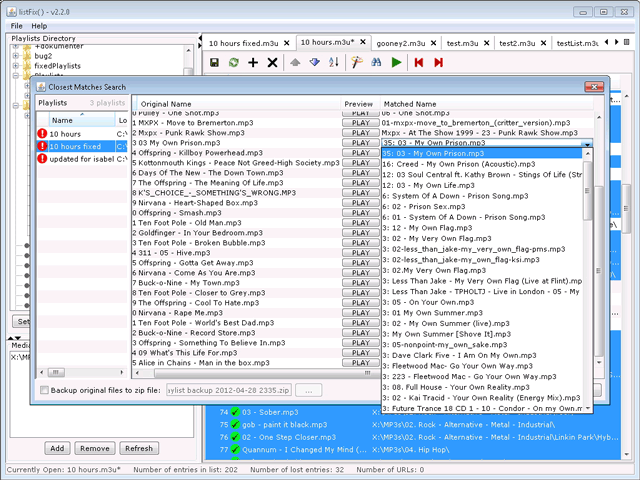 listFix() - v2.2.0
File Help
Playlists Directory
+dokumenter
bug2
fixedPlaylists
10 hours fixed.m3u
10 hours.m3u*
gooney2.m3u
test.m3u
test2.m3u
testList.m3u
Closest Matches Search
Playlists 3 playlists
Name Lo
10 hours C:\
10 hours fixed C:\
updated for isabel C:\
Original Name Preview Matched Name
0 Pulley - One Shot.mp3 PLAY 06 - One Shot.mp3
1 MXPX - Move to Bremerton.mp3 PLAY 01-mxpx-move_to_bremerton_(critter_version).mp3
2 Mxpx - Punk Rawk Show.mp3 PLAY Mxpx - At The Show 1999 - 23 - Punk Rawk Show.mp3
3 03 My Own Prison.mp3 PLAY 35: 03 - My Own Prison.mp3
4 Offspring - Killboy Powerhead.mp3 PLAY 35: 03 - My Own Prison.mp3
5 Kottonmouth Kings - Peace Not Greed-High Society.mp3 PLAY 16: Creed - My Own Prison (Acoustic).mp3
6 Days Of The New - The Down Town.mp3 PLAY 12: 03 Soul Central ft. Kathy Brown - Stings of Life (Str
7 The Offspring - The Meaning Of Life.mp3 PLAY 12: 03 - My Own Life.mp3
8 K'S_CHOICE_-_SOMETHING'S_WRONG.MP3 PLAY 6: System Of A Down - Prison Song.mp3
9 Nirvana - Heart-Shaped Box.mp3 PLAY 6: 02 - Prison Sex.mp3
0 Offspring - Smash.mp3 PLAY 6: 01 - System Of A Down - Prison Song.mp3
1 Ten Foot Pole - Old Man.mp3 PLAY 3: 12 - My Own Flag.mp3
2 Goldfinger - In Your Bedroom.mp3 PLAY 3: 02 - My Very Own Flag.mp3
3 Ten Foot Pole - Broken Bubble.mp3 PLAY 3: 02-less_than_jake-my_very_own_flag-pms.mp3
4 311 - 05 - Hive.mp3 PLAY 3: 02-less_than_jake-my_own_flag-ksi.mp3
5 Offspring - Gotta Get Away.mp3 PLAY 3: 02.My Very Own Flag.mp3
6 Nirvana - Come As You Are.mp3 PLAY 3: Less Than Jake - My Very Own Flag (Live at Flint).mp3
7 Buck-o-Nine - My Town.mp3 PLAY 3: Less Than Jake - TPHOLTJ - Live in London - 05 - My
8 Ten Foot Pole - Closer to Grey.mp3 PLAY 3: 05 - On Your Own.mp3
9 The Offspring - The Cool To Hate.mp3 PLAY 3: 01 My Own Summer.mp3
0 Nirvana - Rape Me.mp3 PLAY 3: 02 - My Own Summer (live).mp3
1 Ten Foot Pole - World's Best Dad.mp3 PLAY 3: My Own Summer [Shove It].mp3
2 Buck-o-Nine - Record Store.mp3 PLAY 3: 05-nonpoint-my_own_sake.mp3
3 Offspring - Something To Believe In.mp3 PLAY 3: Dave Clark Five - I Am On My Own.mp3
4 09 What's This Life For.mp3 PLAY 3: Fleetwood Mac- Go Your Own Way.mp3
5 Alice in Chains - Man in the box.mp3 PLAY 3: 223 - Fleetwood Mac - Go Your Own Way.mp3
3: 08. Full House - Your Own Reality.mp3
3: 02 - Kai Tracid - Your Own Reality (Energy Mix).mp3
3: Future Trance 18 CD 1 - 10 - Condor - On my Own.m
Backup original files to zip file: ylist backup 2012-04-28 2335.zip ...
Set
Media
X:\MP3
74 03 - Sober.mp3 X:\MP3s\02. Rock - Alternative - Metal - Industrial\
75 gob - paint it black.mp3 X:\MP3s\02. Rock - Alternative - Metal - Industrial\
76 02 - One Step Closer.mp3 X:\MP3s\02. Rock - Alternative - Metal - Industrial\Linkin Park\Hyb...
77 Quannum - I Changed My Mind (... X:\MP3s\04. Hip Hop\
Add Remove Refresh
Currently Open: 10 hours.m3u* Number of entries in list: 202 Number of lost entries: 32 Number of URLs: 0